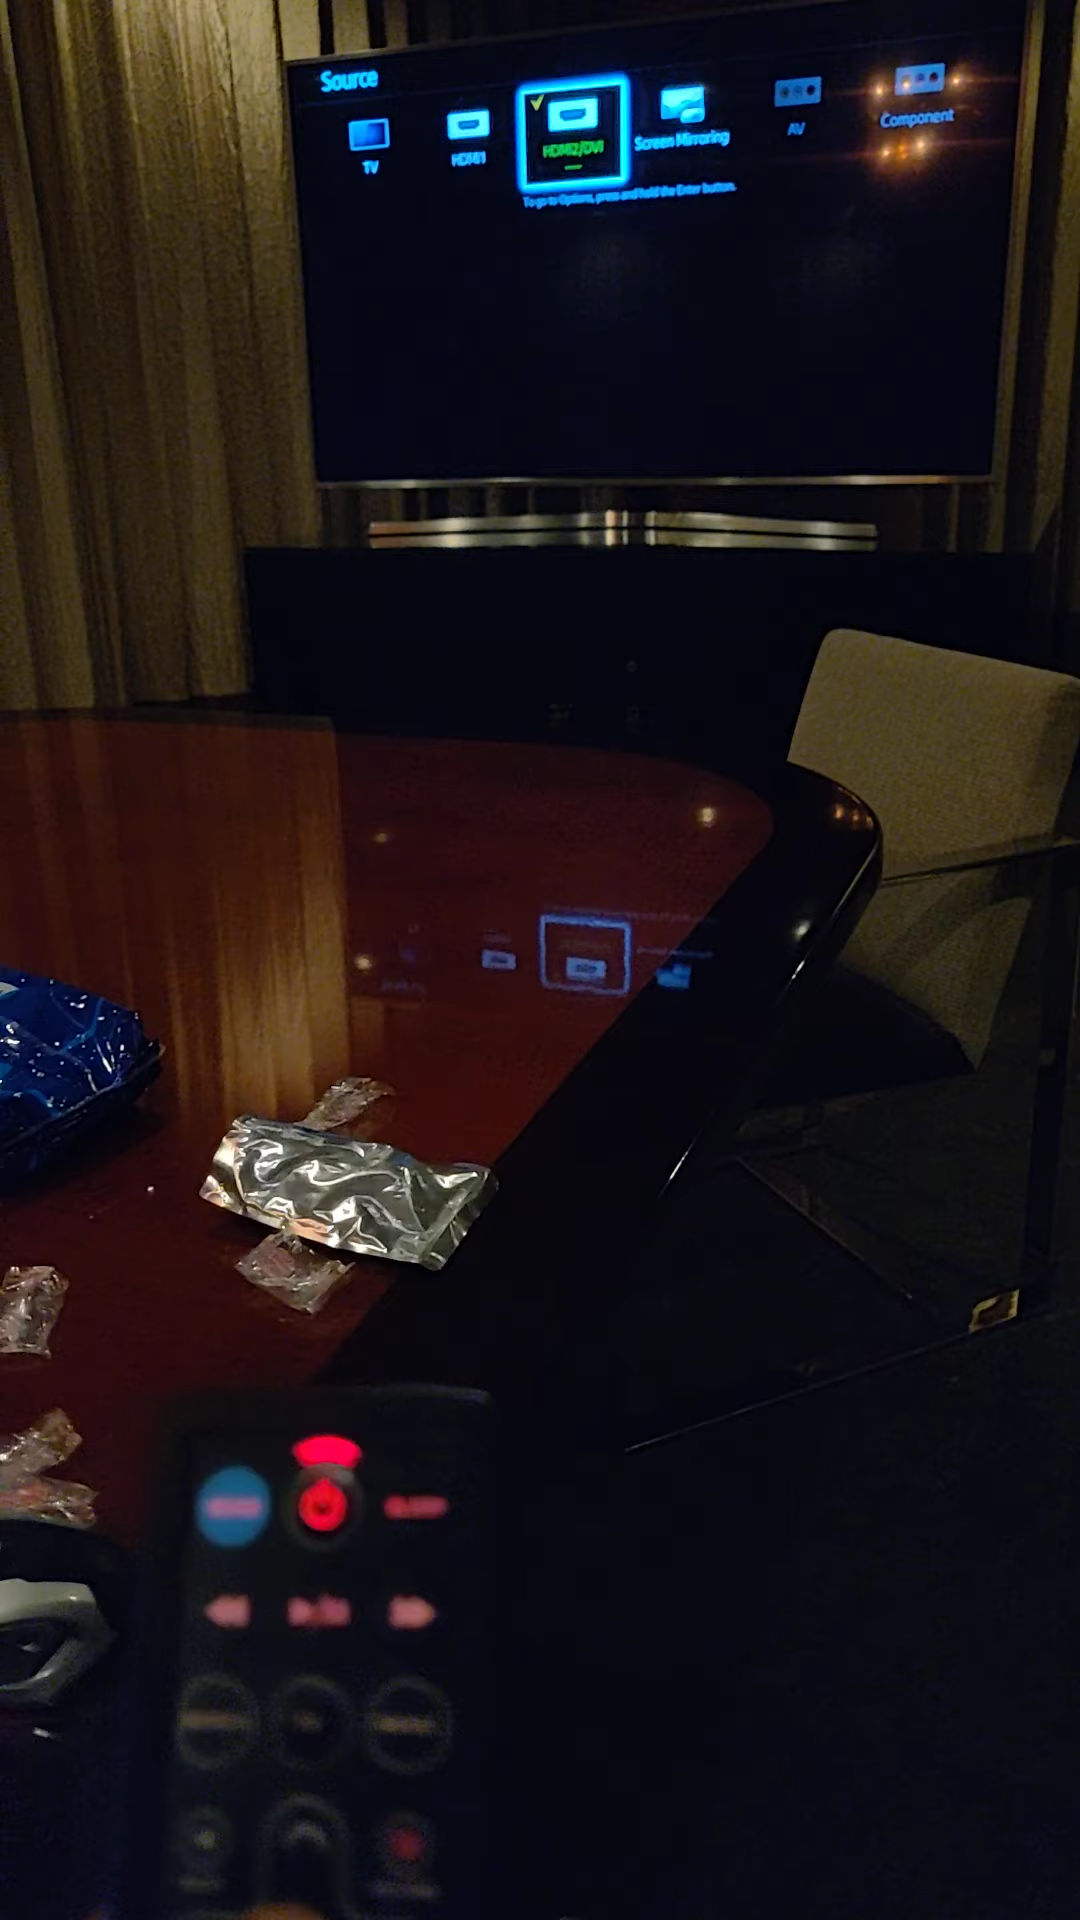 Source
TV
HDMI1
HDMI2/DVI
Screen Mirroring
AV
Component
To go to Options, press and hold the Enter button.